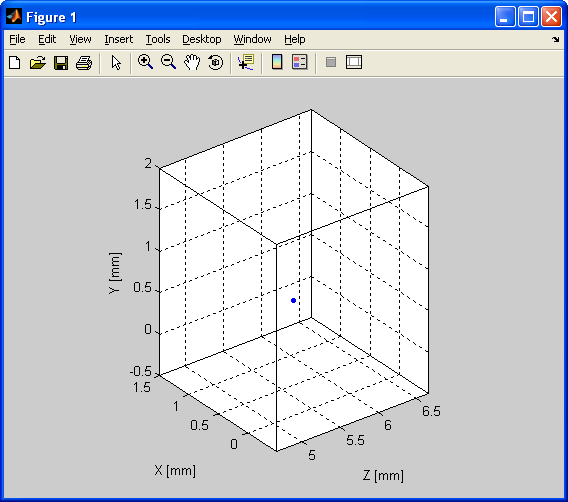 Figure 1
File Edit View Insert Tools Desktop Window Help
2
1.5
1
0.5
0
-0.5
Y [mm]
1.5
1
0.5
0
X [mm]
5
5.5
6
6.5
Z [mm]